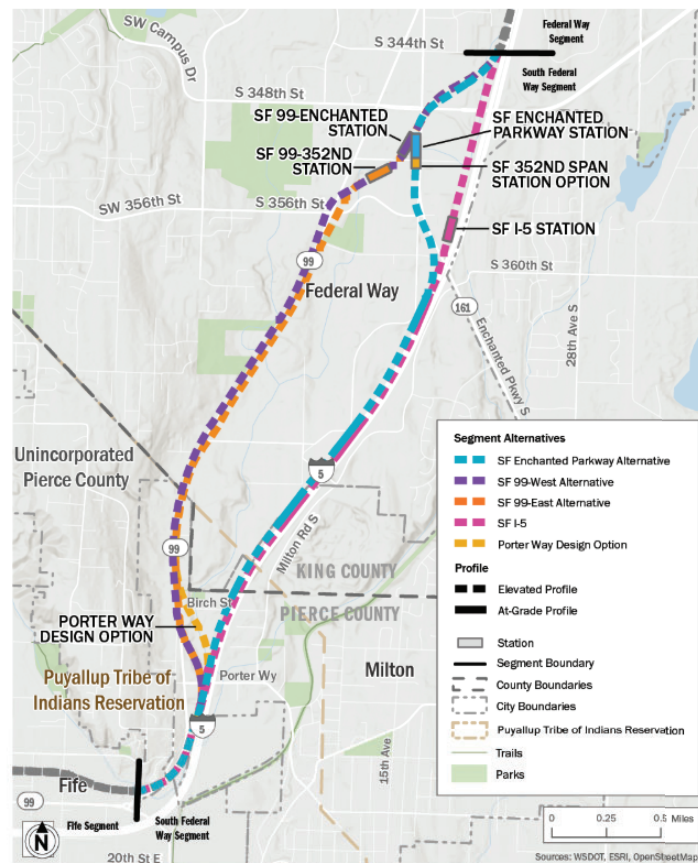 SW Campus Dr
S 344th St
Federal Way
Segment
South Federal
Way Segment
S 348th St
SF 99-ENCHANTED
STATION
SF ENCHANTED
PARKWAY STATION
SF 99-352ND
STATION
SF 352ND SPAN
STATION OPTION
SW 356th St
S 356th St
SF I-5 STATION
99
Federal Way
S 360th St
161
Enchanted Pkwy S
28th Ave S
Unincorporated
Pierce County
5
Milton Rd S
99
KING COUNTY
PIERCE COUNTY
Birch St
PORTER WAY
DESIGN OPTION
Porter Wy
Puyallup Tribe of
Indians Reservation
Milton
5
15th Ave
Fife
99
Fife Segment
South Federal
Way Segment
20th St E
N
Segment Alternatives
SF Enchanted Parkway Alternative
SF 99-West Alternative
SF 99-East Alternative
SF I-5
Porter Way Design Option
Profile
Elevated Profile
At-Grade Profile
Station
Segment Boundary
County Boundaries
City Boundaries
Puyallup Tribe of Indians Reservation
Trails
Parks
0 0.25 0.5 Miles
Sources: WSDOT, ESRI, OpenStreetMap